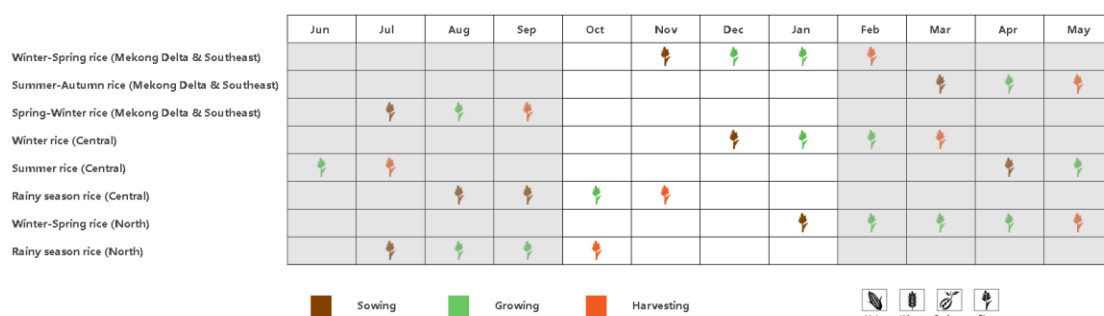 Jun Jul Aug Sep Oct Nov Dec Jan Feb Mar Apr May
Winter-Spring rice (Mekong Delta & Southeast)
Summer-Autumn rice (Mekong Delta & Southeast)
Spring-Winter rice (Mekong Delta & Southeast)
Winter rice (Central)
Summer rice (Central)
Rainy season rice (Central)
Winter-Spring rice (North)
Rainy season rice (North)
Sowing Growing Harvesting